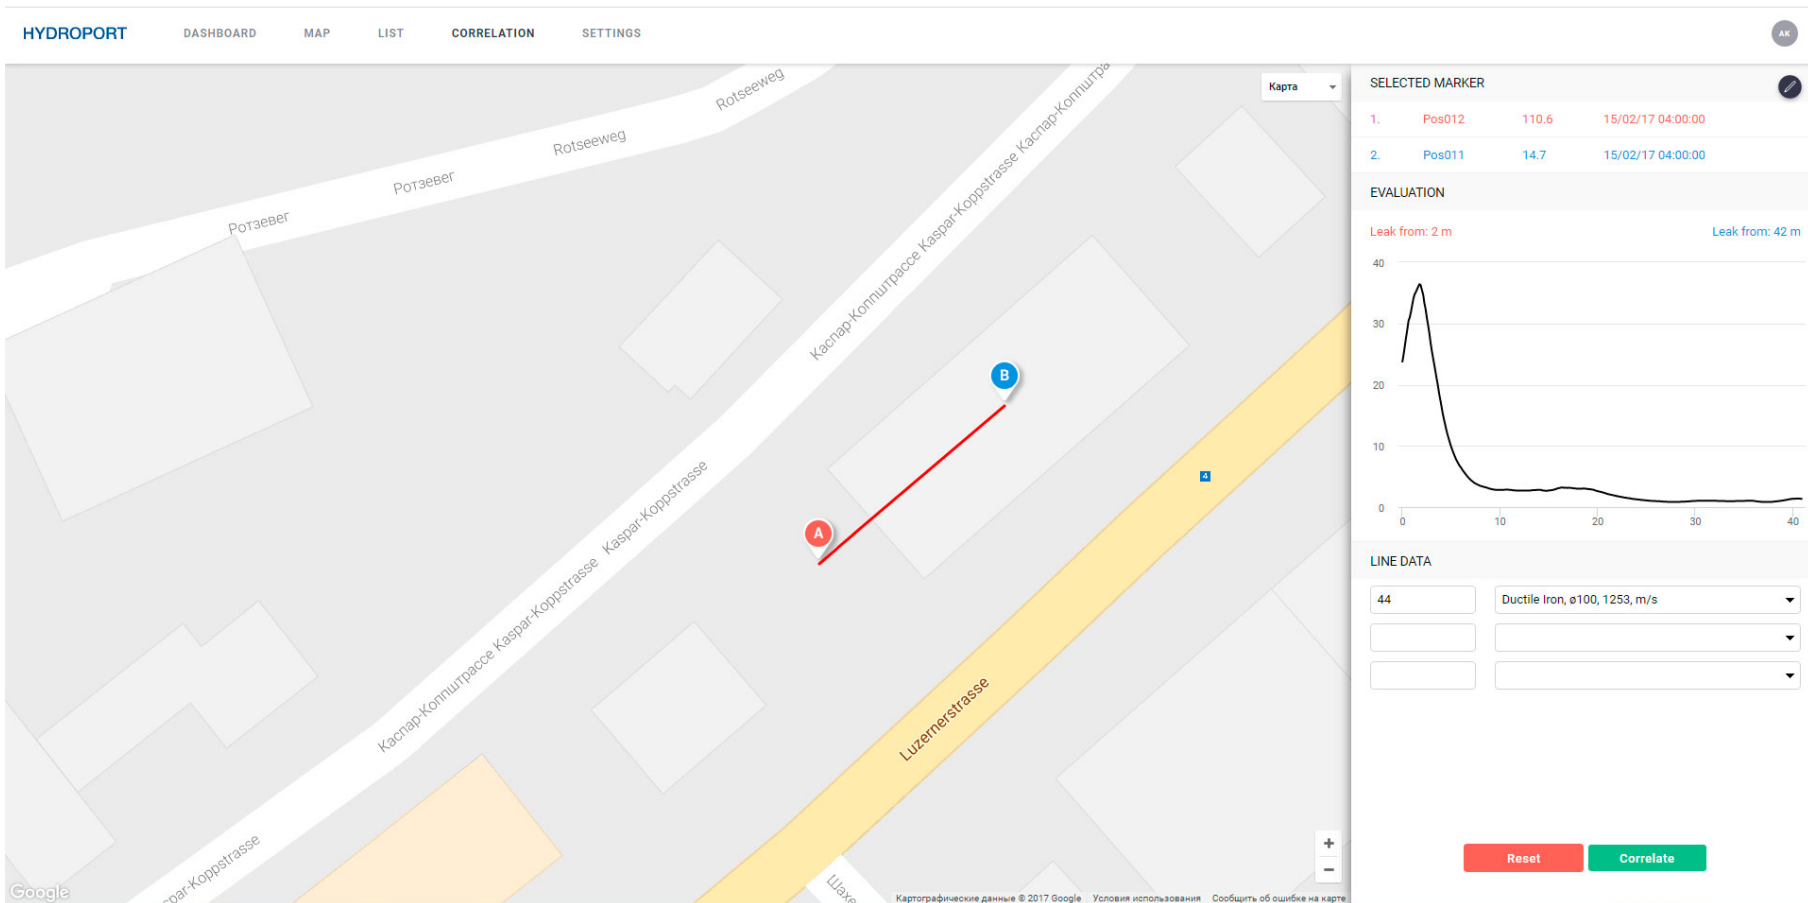 HYDROPORT DASHBOARD MAP LIST CORRELATION SETTINGS AK
Карта
Rotseeweg
Rotseeweg
Ротзевег
Ротзевег
Каспар-Коппштрассе Kaspar-Koppstrasse Каспар-Коппштра
B
A
4
Каспар-Коппштрассе Kaspar-Koppstrasse Kaspar-Koppstrasse
Luzernerstrasse
spar-Koppstrasse
Шахе
+
−
Google
Картографические данные © 2017 Google Условия использования Сообщить об ошибке на карте
SELECTED MARKER
1. Pos012 110.6 15/02/17 04:00:00
2. Pos011 14.7 15/02/17 04:00:00
EVALUATION
Leak from: 2 m Leak from: 42 m
40
30
20
10
0
0 10 20 30 40
LINE DATA
44 Ductile Iron, ø100, 1253, m/s
Reset Correlate